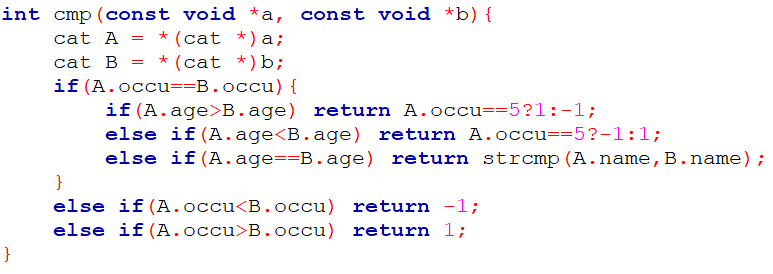 int cmp(const void *a, const void *b){
    cat A = *(cat *)a;
    cat B = *(cat *)b;
    if(A.occu==B.occu){
        if(A.age>B.age) return A.occu==5?1:-1;
        else if(A.age<B.age) return A.occu==5?-1:1;
        else if(A.age==B.age) return strcmp(A.name,B.name);
    }
    else if(A.occu<B.occu) return -1;
    else if(A.occu>B.occu) return 1;
}